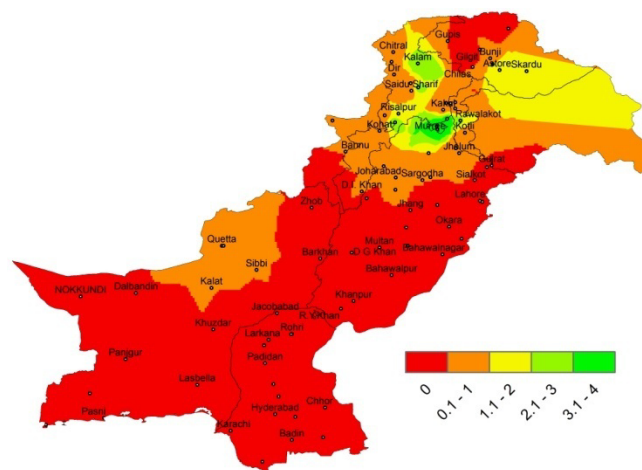 Gupis
Chitral
Kalam
Gilgit
Bunji
Dir
Astore
Skardu
Chilas
Saidu Sharif
Kakul
Risalpur
Rawalakot
Kohat
Murree
Kotli
Bannu
Jhalum
Joharabad
Gujrat
Sargodha
Sialkot
D.I. Khan
Zhob
Lahore
Jhang
Okara
Quetta
Multan
Barkhan
D.G.Khan
Bahawalnagar
Sibbi
Bahawalpur
Kalat
Dalbandin
NOKKUNDI
Khanpur
Jacobabad
R.Y.Khan
Khuzdar
Rohri
Larkana
Panjgur
Padidan
Lasbella
Chhor
Hyderabad
Pasni
Karachi
Badin
0
0.1 - 1
1.1 - 2
2.1 - 3
3.1 - 4